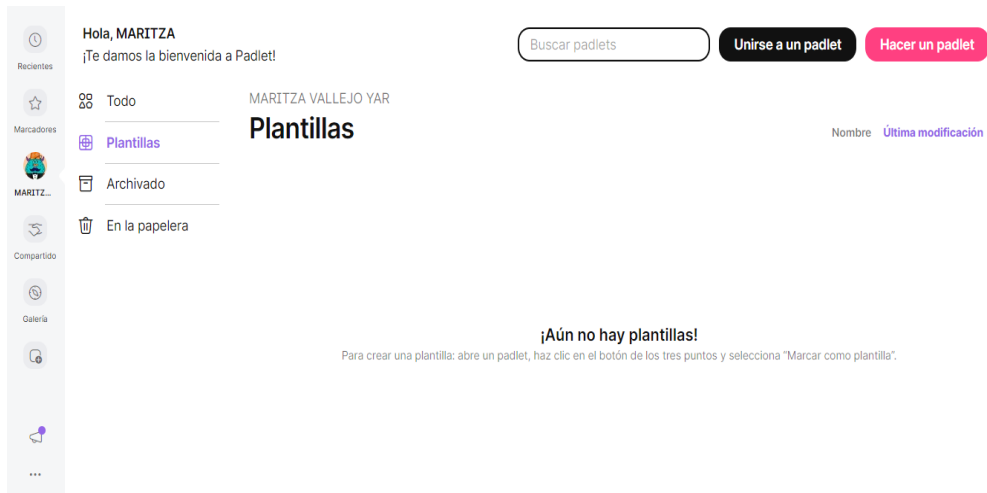 Hola, MARITZA
¡Te damos la bienvenida a Padlet!
Buscar padlets
Unirse a un padlet
Hacer un padlet
Recientes
Marcadores
MARITZ...
Compartido
Galería
Todo
Plantillas
Archivado
En la papelera
MARITZA VALLEJO YAR
Plantillas
Nombre Última modificación
¡Aún no hay plantillas!
Para crear una plantilla: abre un padlet, haz clic en el botón de los tres puntos y selecciona "Marcar como plantilla".